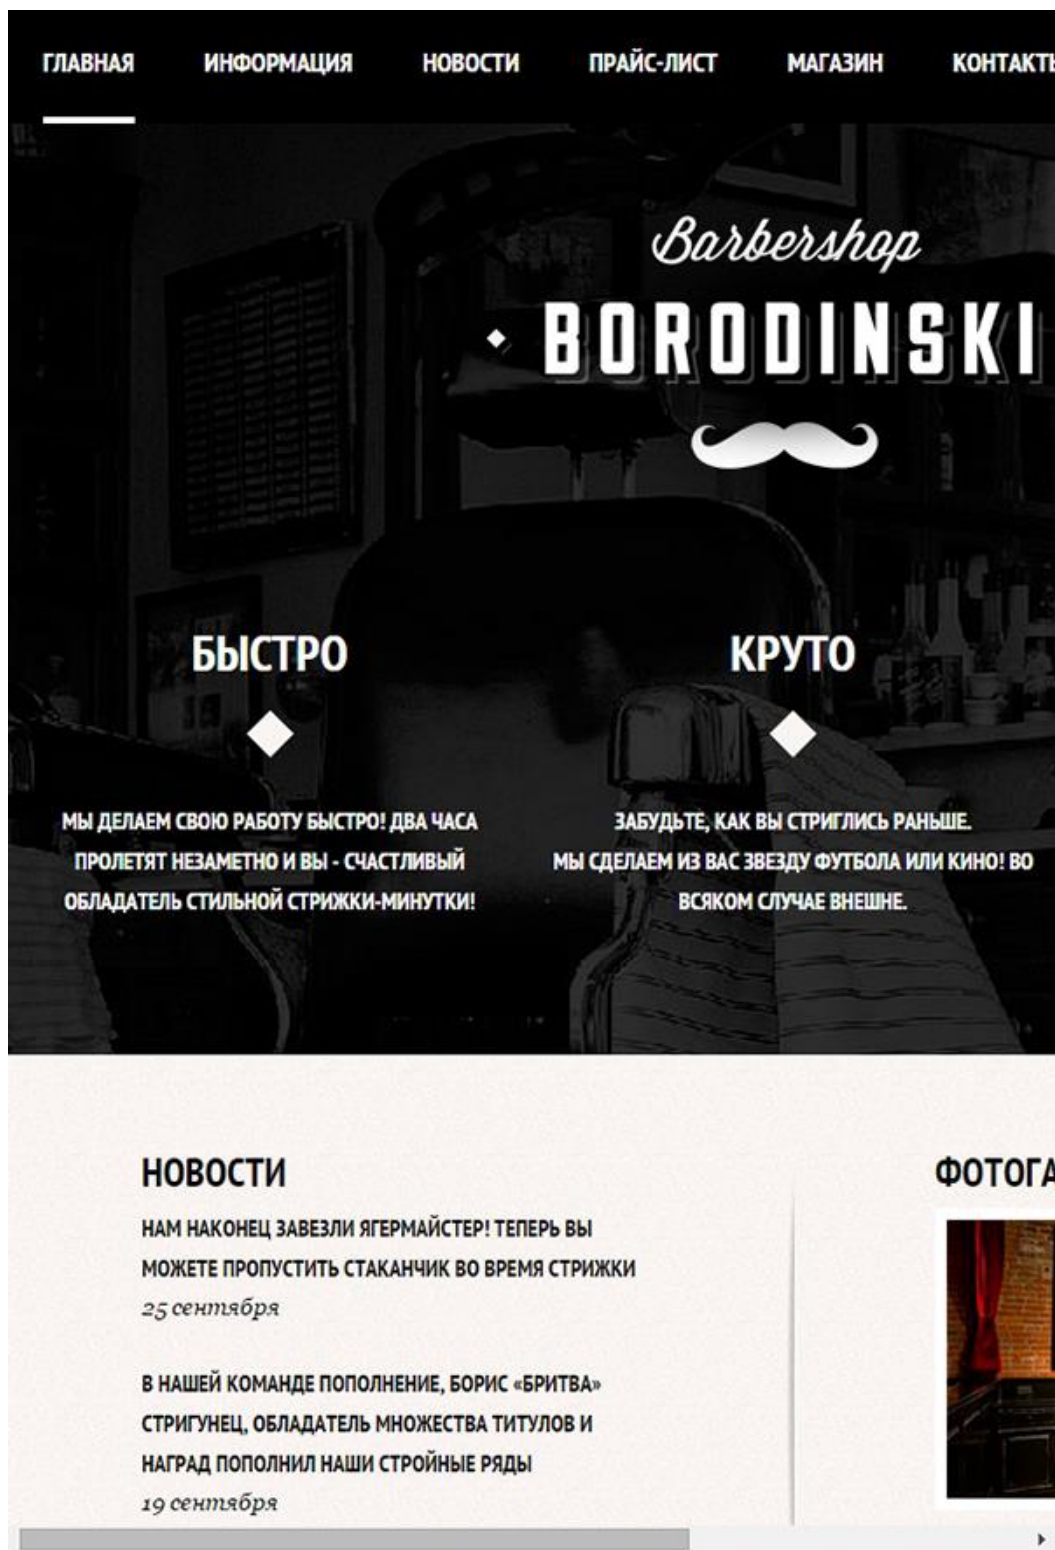 ГЛАВНАЯ ИНФОРМАЦИЯ НОВОСТИ ПРАЙС-ЛИСТ МАГАЗИН КОНТАКТЫ
Barbershop
BORODINSKI
БЫСТРО
МЫ ДЕЛАЕМ СВОЮ РАБОТУ БЫСТРО! ДВА ЧАСА
ПРОЛЕТЯТ НЕЗАМЕТНО И ВЫ - СЧАСТЛИВЫЙ
ОБЛАДАТЕЛЬ СТИЛЬНОЙ СТРИЖКИ-МИНУТКИ!
КРУТО
ЗАБУДЬТЕ, КАК ВЫ СТРИГЛИСЬ РАНЬШЕ.
МЫ СДЕЛАЕМ ИЗ ВАС ЗВЕЗДУ ФУТБОЛА ИЛИ КИНО! ВО
ВСЯКОМ СЛУЧАЕ ВНЕШНЕ.
НОВОСТИ
НАМ НАКОНЕЦ ЗАВЕЗЛИ ЯГЕРМАЙСТЕР! ТЕПЕРЬ ВЫ
МОЖЕТЕ ПРОПУСТИТЬ СТАКАНЧИК ВО ВРЕМЯ СТРИЖКИ
25 сентября
В НАШЕЙ КОМАНДЕ ПОПОЛНЕНИЕ, БОРИС «БРИТВА»
СТРИГУНЕЦ, ОБЛАДАТЕЛЬ МНОЖЕСТВА ТИТУЛОВ И
НАГРАД ПОПОЛНИЛ НАШИ СТРОЙНЫЕ РЯДЫ
19 сентября
ФОТОГА